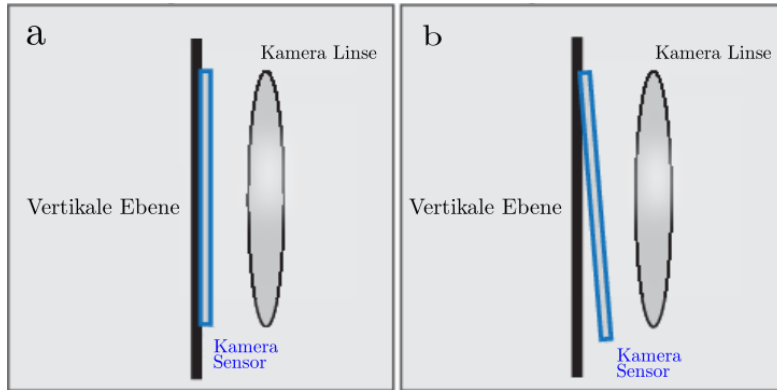 a
Kamera Linse
Vertikale Ebene
Kamera
Sensor
b
Kamera Linse
Vertikale Ebene
Kamera
Sensor